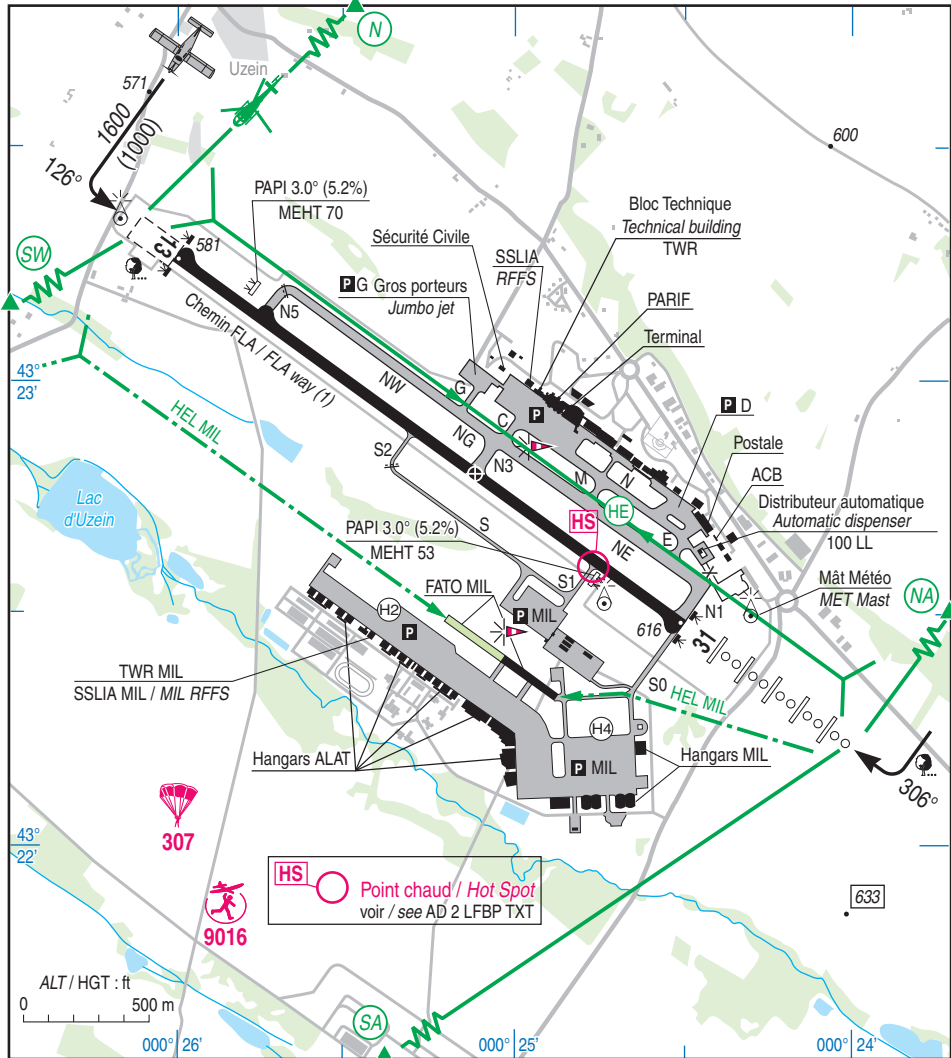 N
Uzein
571
1600
(1000)
126°
600
PAPI 3.0° (5.2%)
MEHT 70
Bloc Technique
Technical building
TWR
Sécurité Civile
SSLIA
RFFS
SW
13
581
P G Gros porteurs
Jumbo jet
PARIF
Terminal
N5
Chemin FLA / FLA way (1)
43°
23'
NW
G
C
P
P D
HEL MIL
Postale
NG
S2
N3
M
N
ACB
Lac
d'Uzein
Distributeur automatique
Automatic dispenser
100 LL
PAPI 3.0° (5.2%)
MEHT 53
S
HS
HE
NE
E
FATO MIL
S1
Mât Météo
MET Mast
NA
H2
P
P MIL
616
N1
31
TWR MIL
SSLIA MIL / MIL RFFS
S0
HEL MIL
H4
Hangars ALAT
P MIL
Hangars MIL
306°
307
43°
22'
HS
Point chaud / Hot Spot
voir / see AD 2 LFBP TXT
633
9016
ALT / HGT : ft
0 500 m
SA
000° 26'
000° 25'
000° 24'